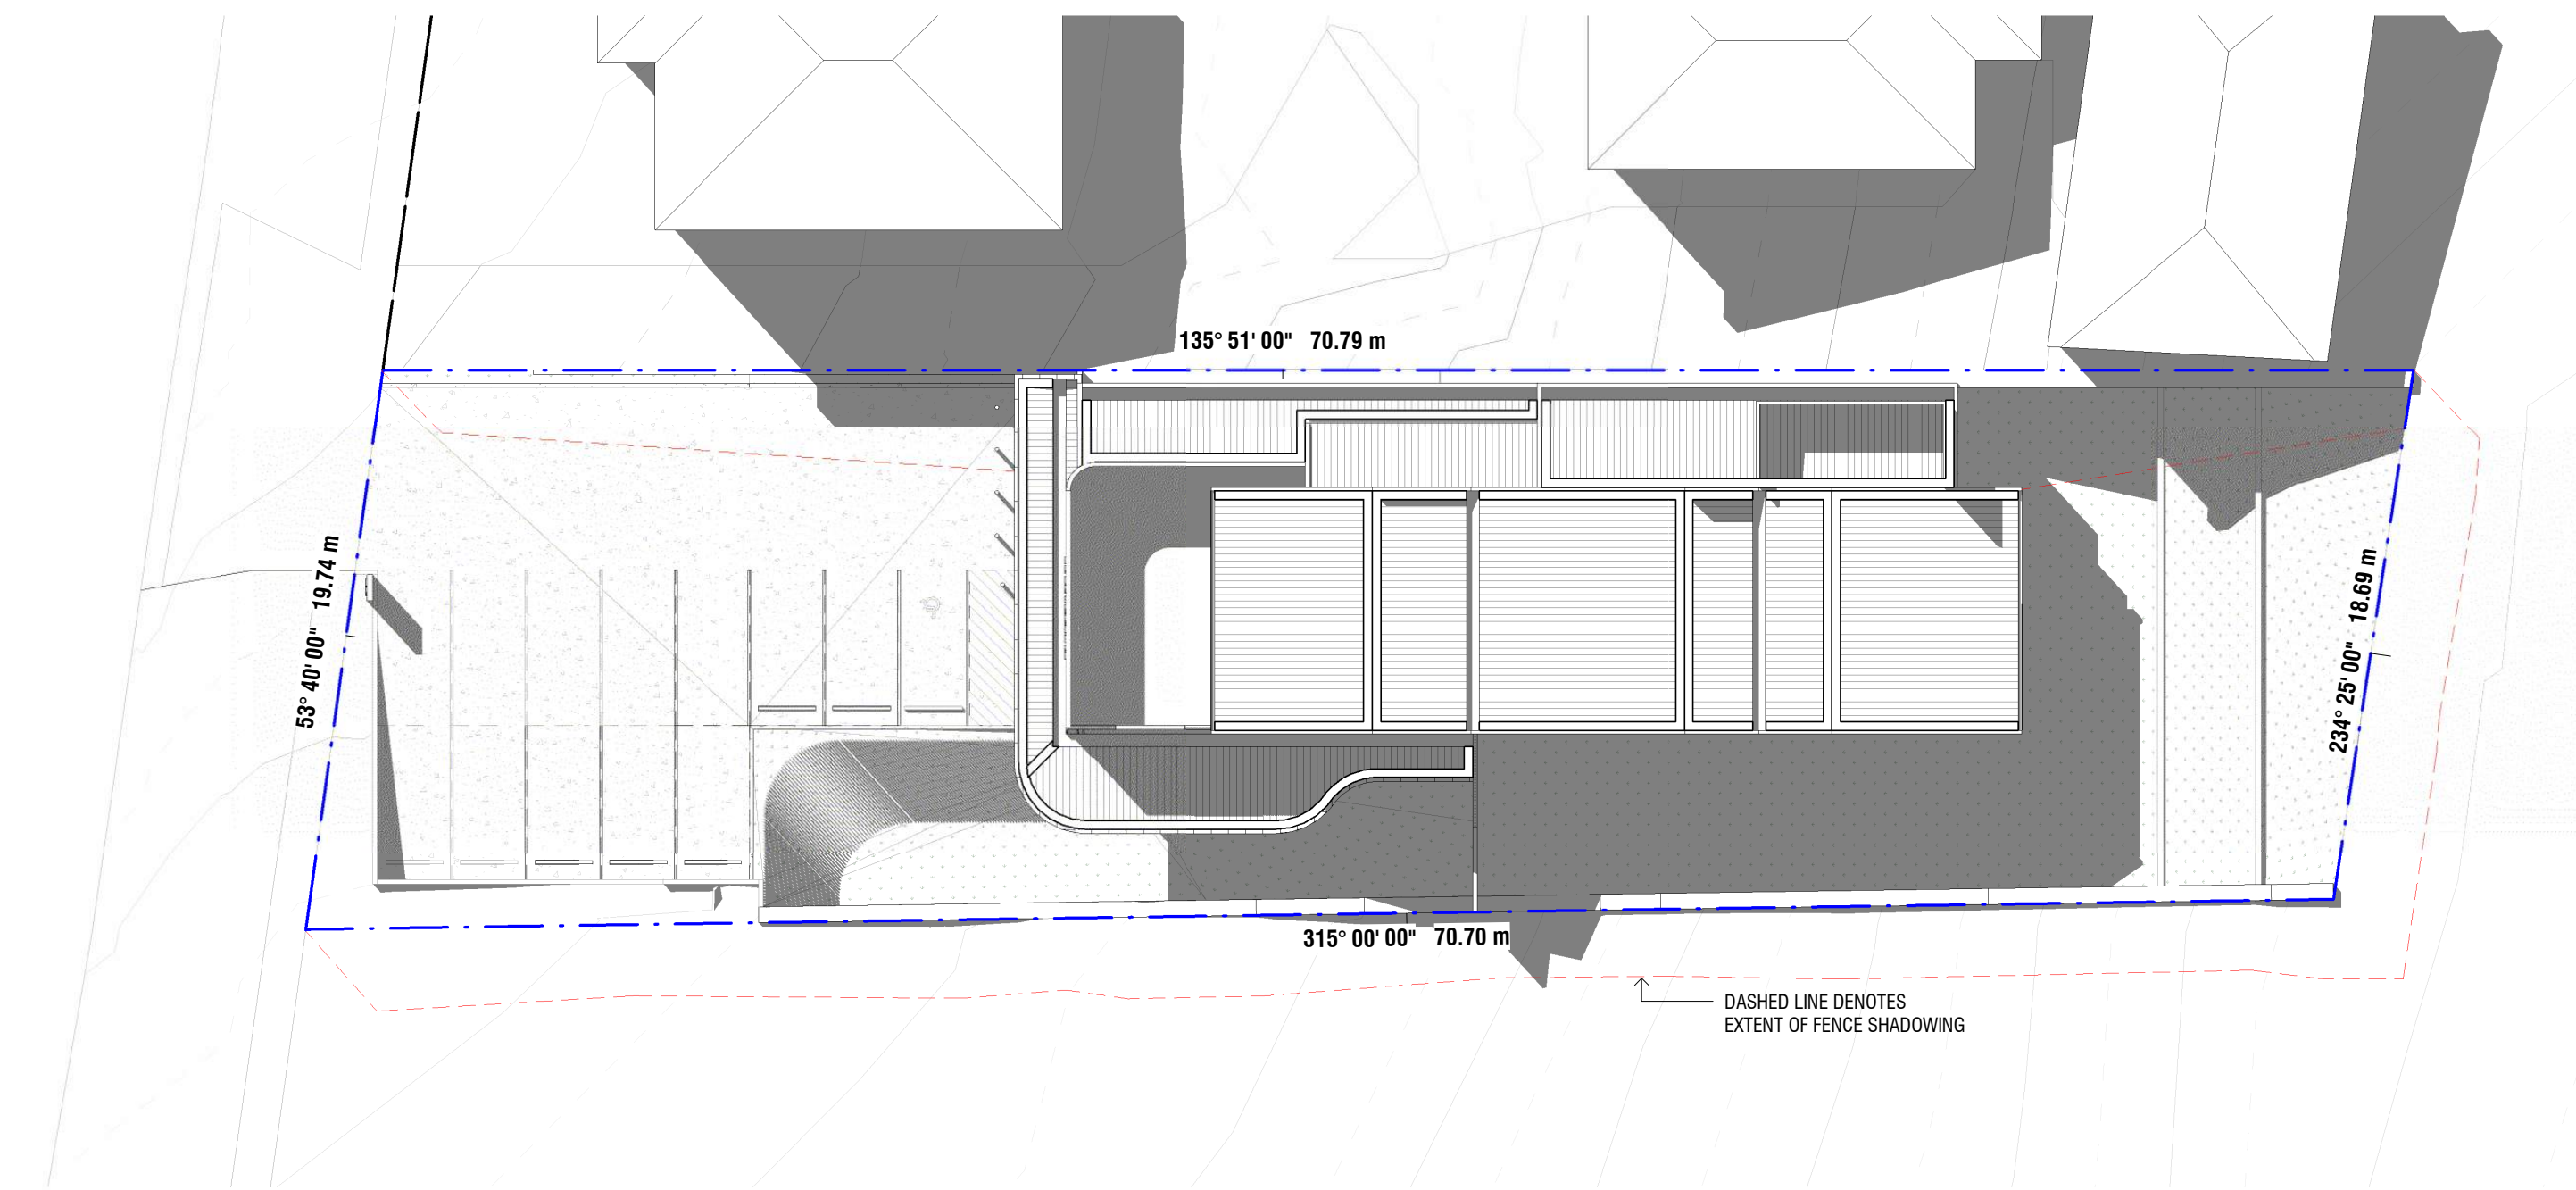 135° 51' 00" 70.79 m
53° 40' 00" 19.74 m
234° 25' 00" 18.69 m
315° 00' 00" 70.70 m
DASHED LINE DENOTES
EXTENT OF FENCE SHADOWING